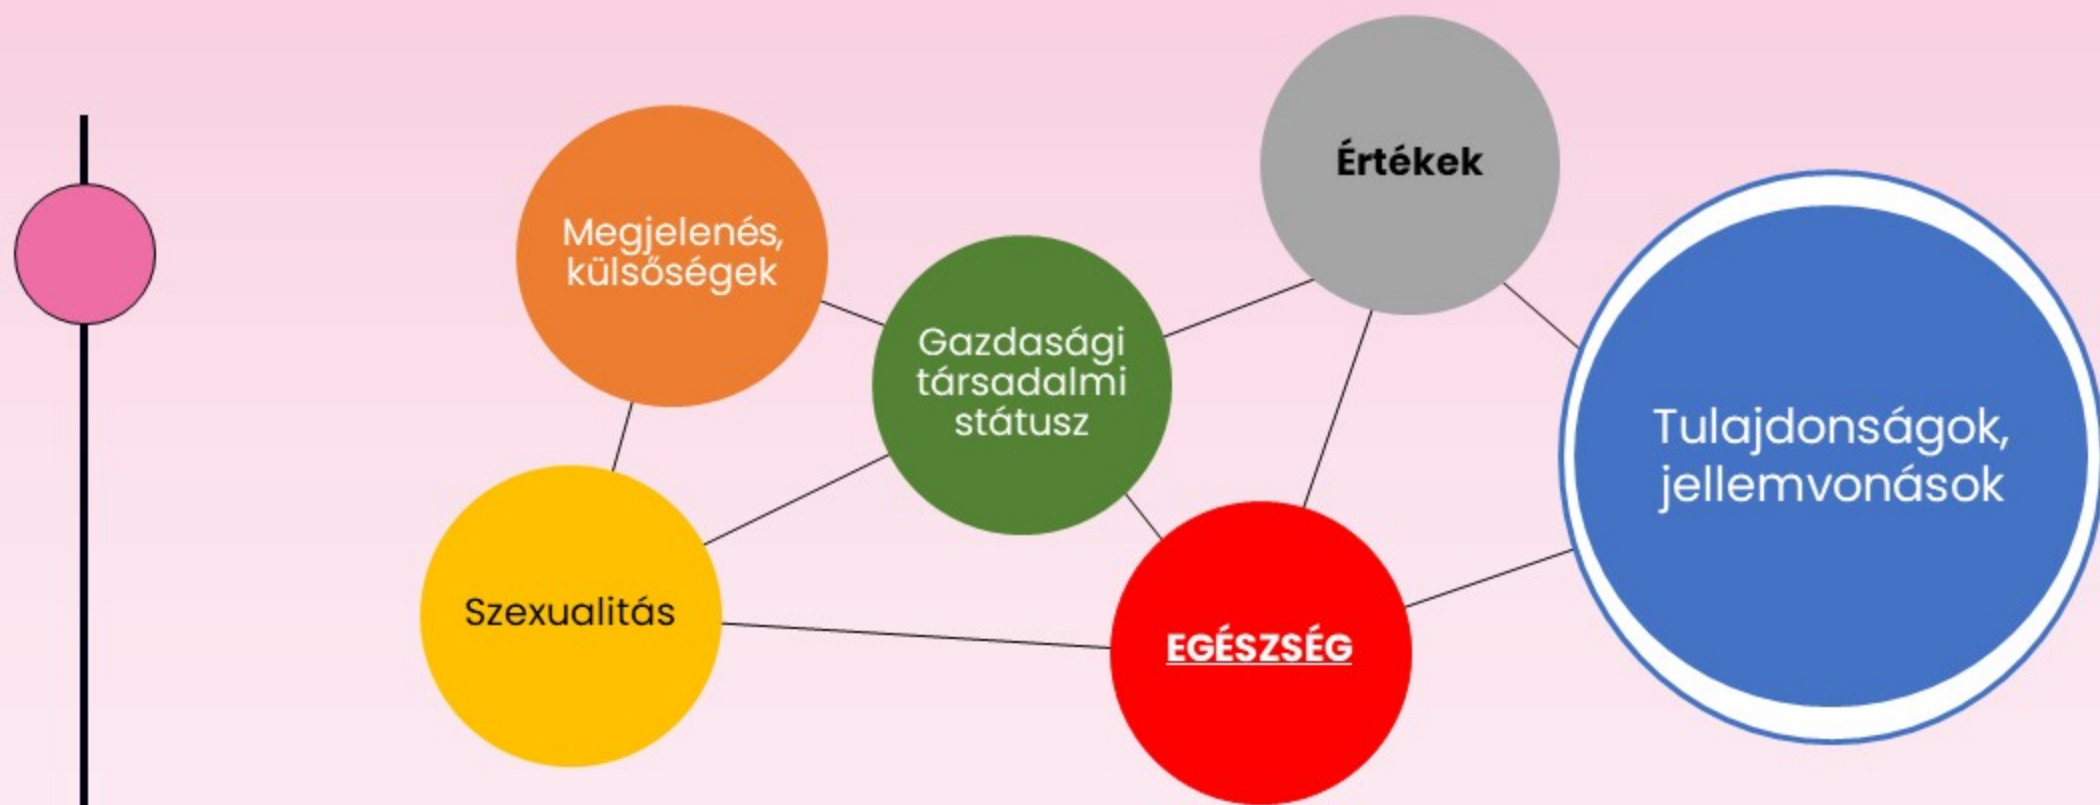 Megjelenés,
külsőségek
Gazdasági
társadalmi
státusz
Értékek
Tulajdonságok,
jellemvonások
Szexualitás
EGÉSZSÉG